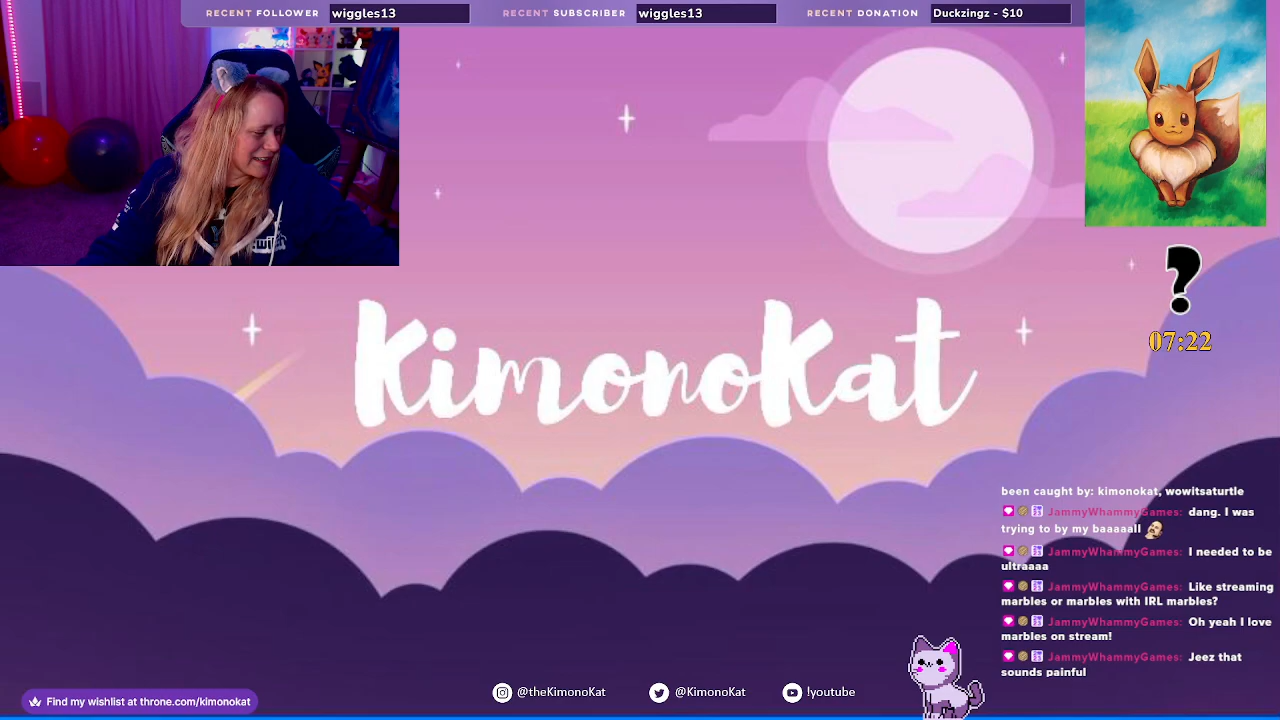 RECENT FOLLOWER wiggles13 RECENT SUBSCRIBER wiggles13 RECENT DONATION Duckzingz - $10
?
07:22
KimonoKat
been caught by: kimonokat, wowitsaturtle
JammyWhammyGames: dang. I was
trying to by my baaaaall
JammyWhammyGames: I needed to be
ultraaaa
JammyWhammyGames: Like streaming
marbles or marbles with IRL marbles?
JammyWhammyGames: Oh yeah I love
marbles on stream!
JammyWhammyGames: Jeez that
sounds painful
@theKimonoKat @KimonoKat lyoutube
Find my wishlist at throne.com/kimonokat